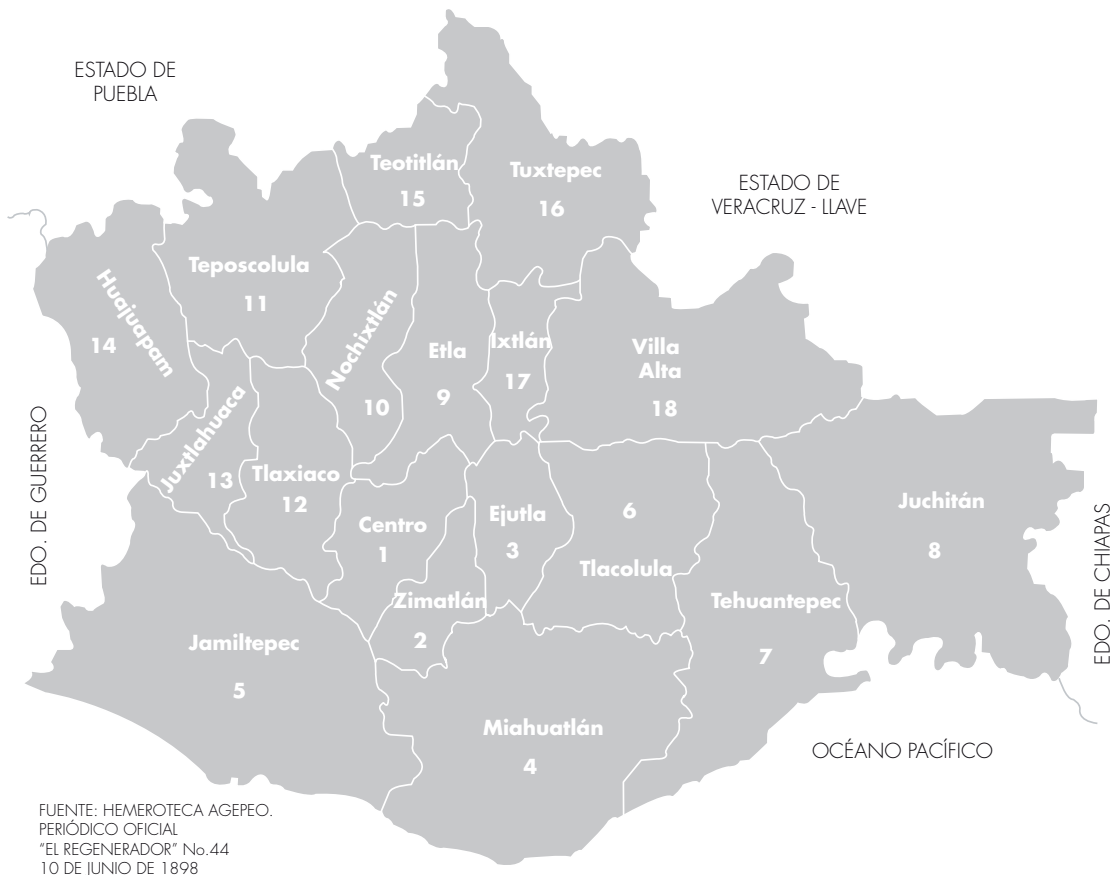 ESTADO DE
PUEBLA
Teotitlán
15
Tuxtepec
16
ESTADO DE
VERACRUZ - LLAVE
Teposcolula
11
Huajuapam
14
Nochixtlán
10
Etla
9
Ixtlán
17
Villa
Alta
18
EDO. DE GUERRERO
Juxtlahuaca
13
Tlaxiaco
12
Centro
1
Ejutla
3
6
Tlacolula
Juchitán
8
EDO. DE CHIAPAS
Zimatlán
2
Tehuantepec
7
Jamiltepec
5
Miahuatlán
4
OCÉANO PACÍFICO
FUENTE: HEMEROTECA AGEPEO.
PERIÓDICO OFICIAL
"EL REGENERADOR" No.44
10 DE JUNIO DE 1898